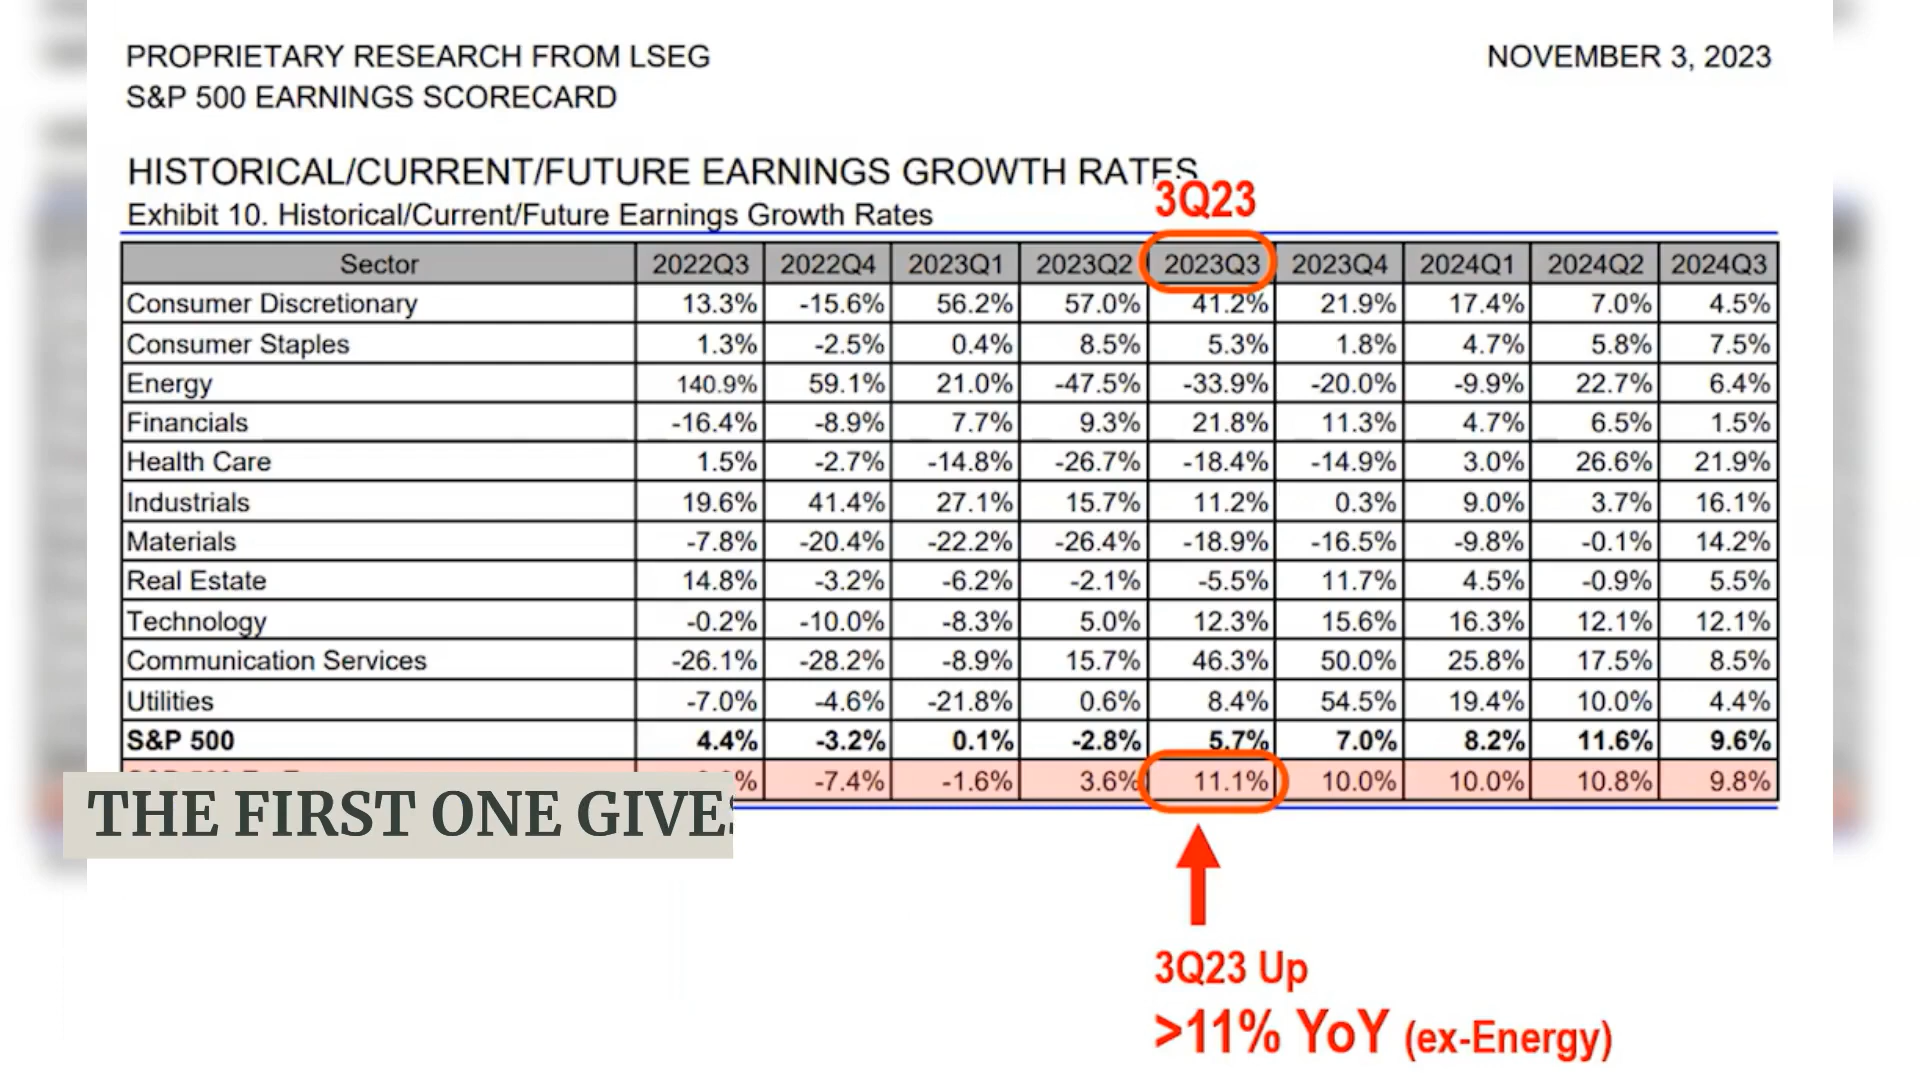 PROPRIETARY RESEARCH FROM LSEG NOVEMBER 3, 2023
S&P 500 EARNINGS SCORECARD
HISTORICAL/CURRENT/FUTURE EARNINGS GROWTH RATES
3Q23
Exhibit 10. Historical/Current/Future Earnings Growth Rates
Sector 2022Q3 2022Q4 2023Q1 2023Q2 2023Q3 2023Q4 2024Q1 2024Q2 2024Q3
Consumer Discretionary 13.3% -15.6% 56.2% 57.0% 41.2% 21.9% 17.4% 7.0% 4.5%
Consumer Staples 1.3% -2.5% 0.4% 8.5% 5.3% 1.8% 4.7% 5.8% 7.5%
Energy 140.9% 59.1% 21.0% -47.5% -33.9% -20.0% -9.9% 22.7% 6.4%
Financials -16.4% -8.9% 7.7% 9.3% 21.8% 11.3% 4.7% 6.5% 1.5%
Health Care 1.5% -2.7% -14.8% -26.7% -18.4% -14.9% 3.0% 26.6% 21.9%
Industrials 19.6% 41.4% 27.1% 15.7% 11.2% 0.3% 9.0% 3.7% 16.1%
Materials -7.8% -20.4% -22.2% -26.4% -18.9% -16.5% -9.8% -0.1% 14.2%
Real Estate 14.8% -3.2% -6.2% -2.1% -5.5% 11.7% 4.5% -0.9% 5.5%
Technology -0.2% -10.0% -8.3% 5.0% 12.3% 15.6% 16.3% 12.1% 12.1%
Communication Services -26.1% -28.2% -8.9% 15.7% 46.3% 50.0% 25.8% 17.5% 8.5%
Utilities -7.0% -4.6% -21.8% 0.6% 8.4% 54.5% 19.4% 10.0% 4.4%
S&P 500 4.4% -3.2% 0.1% -2.8% 5.7% 7.0% 8.2% 11.6% 9.6%
-7.4% -1.6% 3.6% 11.1% 10.0% 10.0% 10.8% 9.8%
THE FIRST ONE GIVES
3Q23 Up
>11% YoY (ex-Energy)